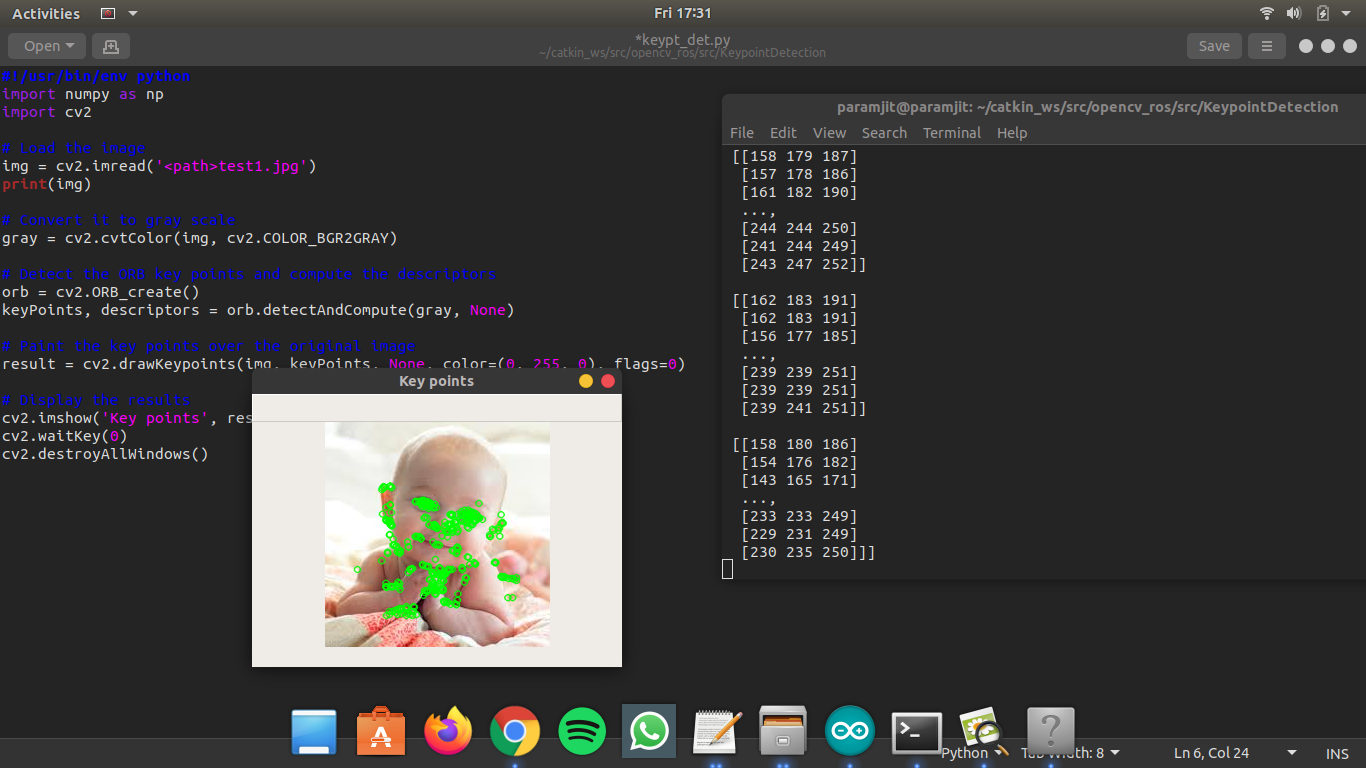 Activities
Fri 17:31
Open
*keypt_det.py
~/catkin_ws/src/opencv_ros/src/KeypointDetection
Save
#!/usr/bin/env python
import numpy as np
import cv2
# Load the image
img = cv2.imread('<path>test1.jpg')
print(img)
# Convert it to gray scale
gray = cv2.cvtColor(img, cv2.COLOR_BGR2GRAY)
# Detect the ORB key points and compute the descriptors
orb = cv2.ORB_create()
keyPoints, descriptors = orb.detectAndCompute(gray, None)
# Paint the key points over the original image
result = cv2.drawKeypoints(img, keyPoints, None, color=(0, 255, 0), flags=0)
# Display the results
cv2.imshow('Key points', res
cv2.waitKey(0)
cv2.destroyAllWindows()
Key points
paramjit@paramjit: ~/catkin_ws/src/opencv_ros/src/KeypointDetection
File Edit View Search Terminal Help
[[158 179 187]
[157 178 186]
[161 182 190]
...,
[244 244 250]
[241 244 249]
[243 247 252]]
[[162 183 191]
[162 183 191]
[156 177 185]
...,
[239 239 251]
[239 239 251]
[239 241 251]]
[[158 180 186]
[154 176 182]
[143 165 171]
...,
[233 233 249]
[229 231 249]
[230 235 250]]]
Python
Tab Width: 8
Ln 6, Col 24
INS